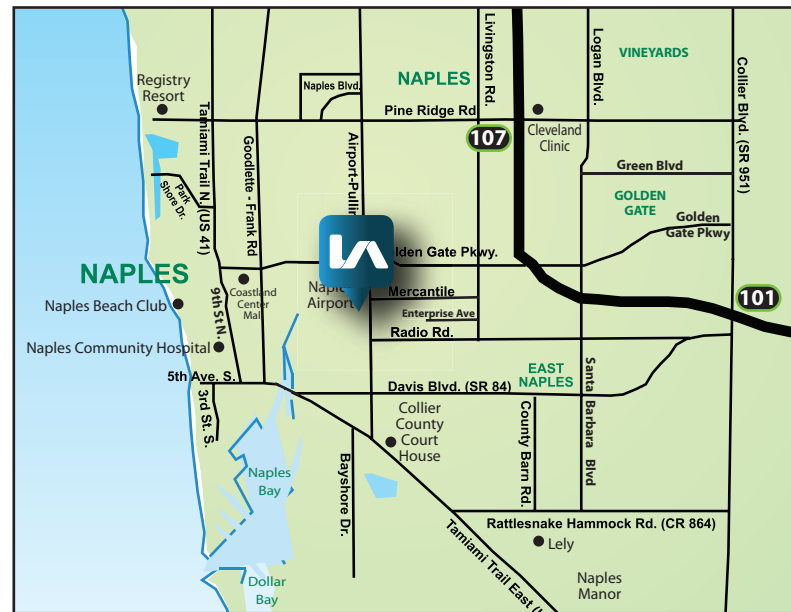 NAPLES
VINEYARDS
Registry
Resort
Naples Blvd.
Livingston Rd.
Logan Blvd.
Collier Blvd. (SR 951)
Pine Ridge Rd
107
Cleveland
Clinic
Tamiami Trail N. (US 41)
Goodlette - Frank Rd
Airport-Pullin
Green Blvd
Park
Shore Dr.
GOLDEN
GATE
Golden
Gate Pkwy
lden Gate Pkwy.
NAPLES
Coastland
Center
Mall
Naples Beach Club
9th St N.
Airport
Mercantile
Enterprise Ave
Radio Rd.
101
Naples Community Hospital
5th Ave. S.
3rd St. S.
EAST
NAPLES
Davis Blvd. (SR 84)
Santa Barbara Blvd
Collier
County
Court
House
County Barn Rd.
Bayshore Dr.
Naples
Bay
Rattlesnake Hammock Rd. (CR 864)
Tamiami Trail East
Lely
Naples
Manor
Dollar
Bay